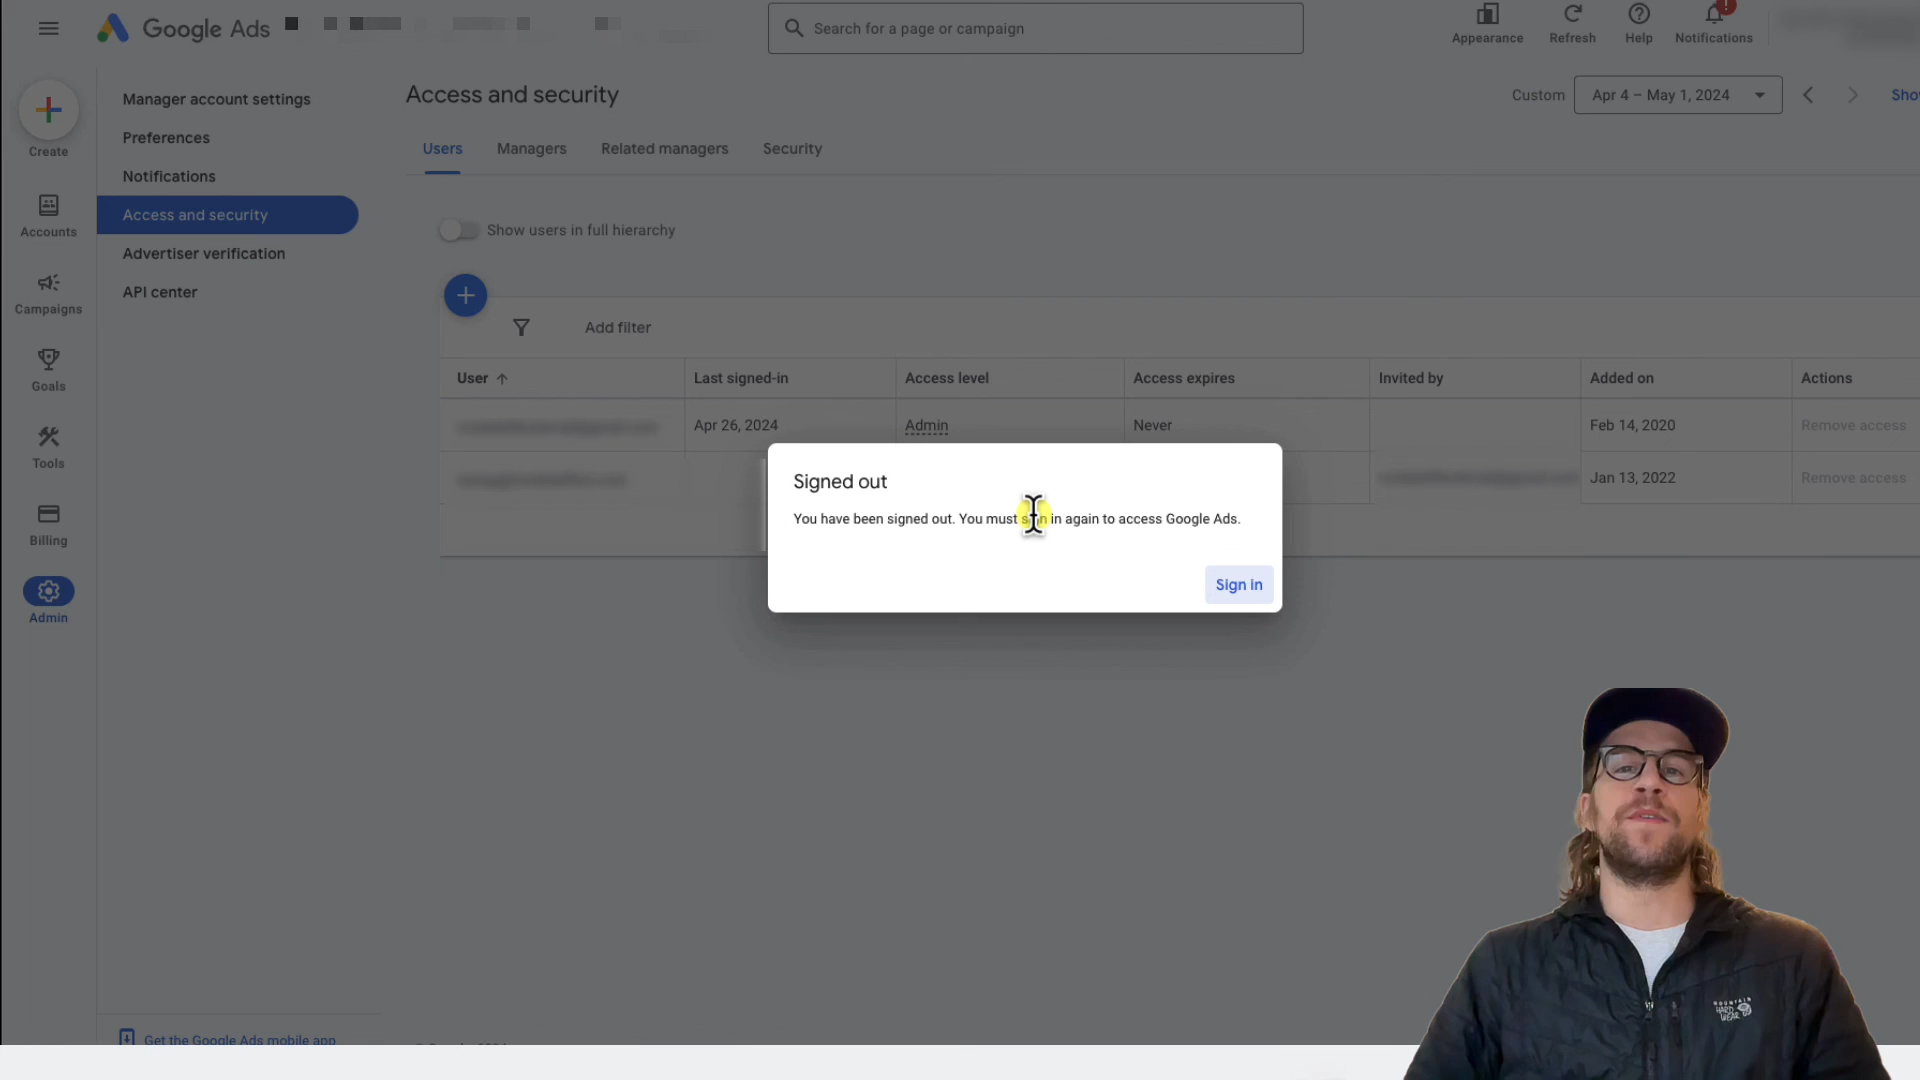 Google Ads
Search for a page or campaign
Appearance
Refresh
Help
!
Notifications
Create
Accounts
Campaigns
Goals
Tools
Billing
Admin
Manager account settings
Preferences
Notifications
Access and security
Advertiser verification
API center
Get the Google Ads mobile app
Access and security
Custom
Apr 4 – May 1, 2024
Users
Managers
Related managers
Security
Show users in full hierarchy
Add filter
User
Last signed-in
Access level
Access expires
Invited by
Added on
Actions
Apr 26, 2024
Admin
Never
Feb 14, 2020
Remove access
Jan 13, 2022
Remove access
Signed out
You have been signed out. You must sign in again to access Google Ads.
Sign in
MOUNTAIN
HARD
WEAR